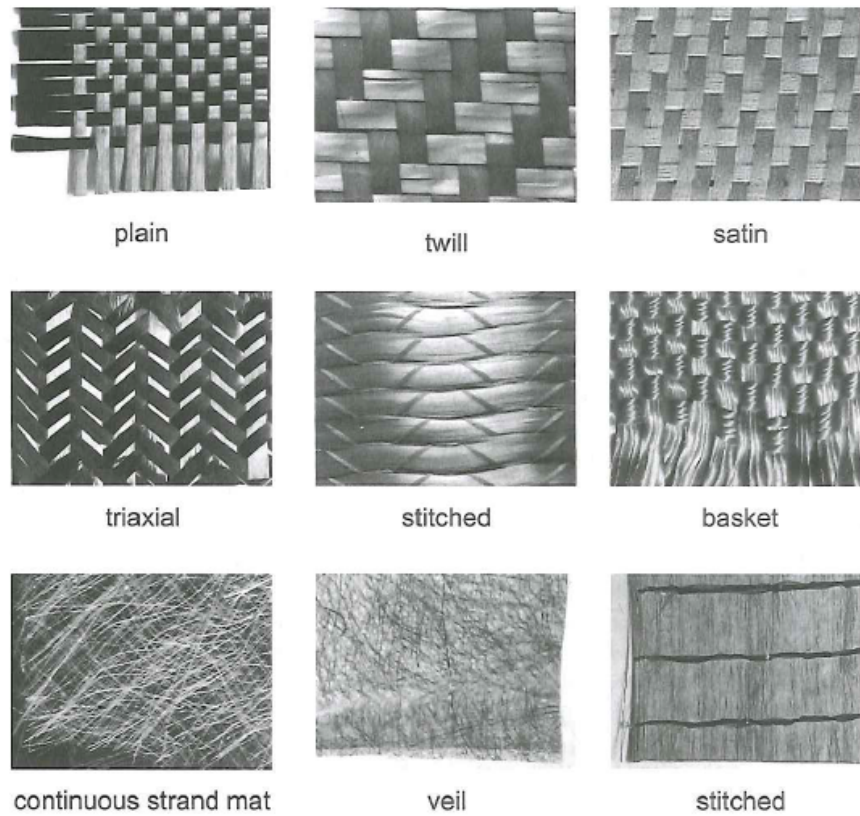 plain
twill
satin
triaxial
stitched
basket
continuous strand mat
veil
stitched